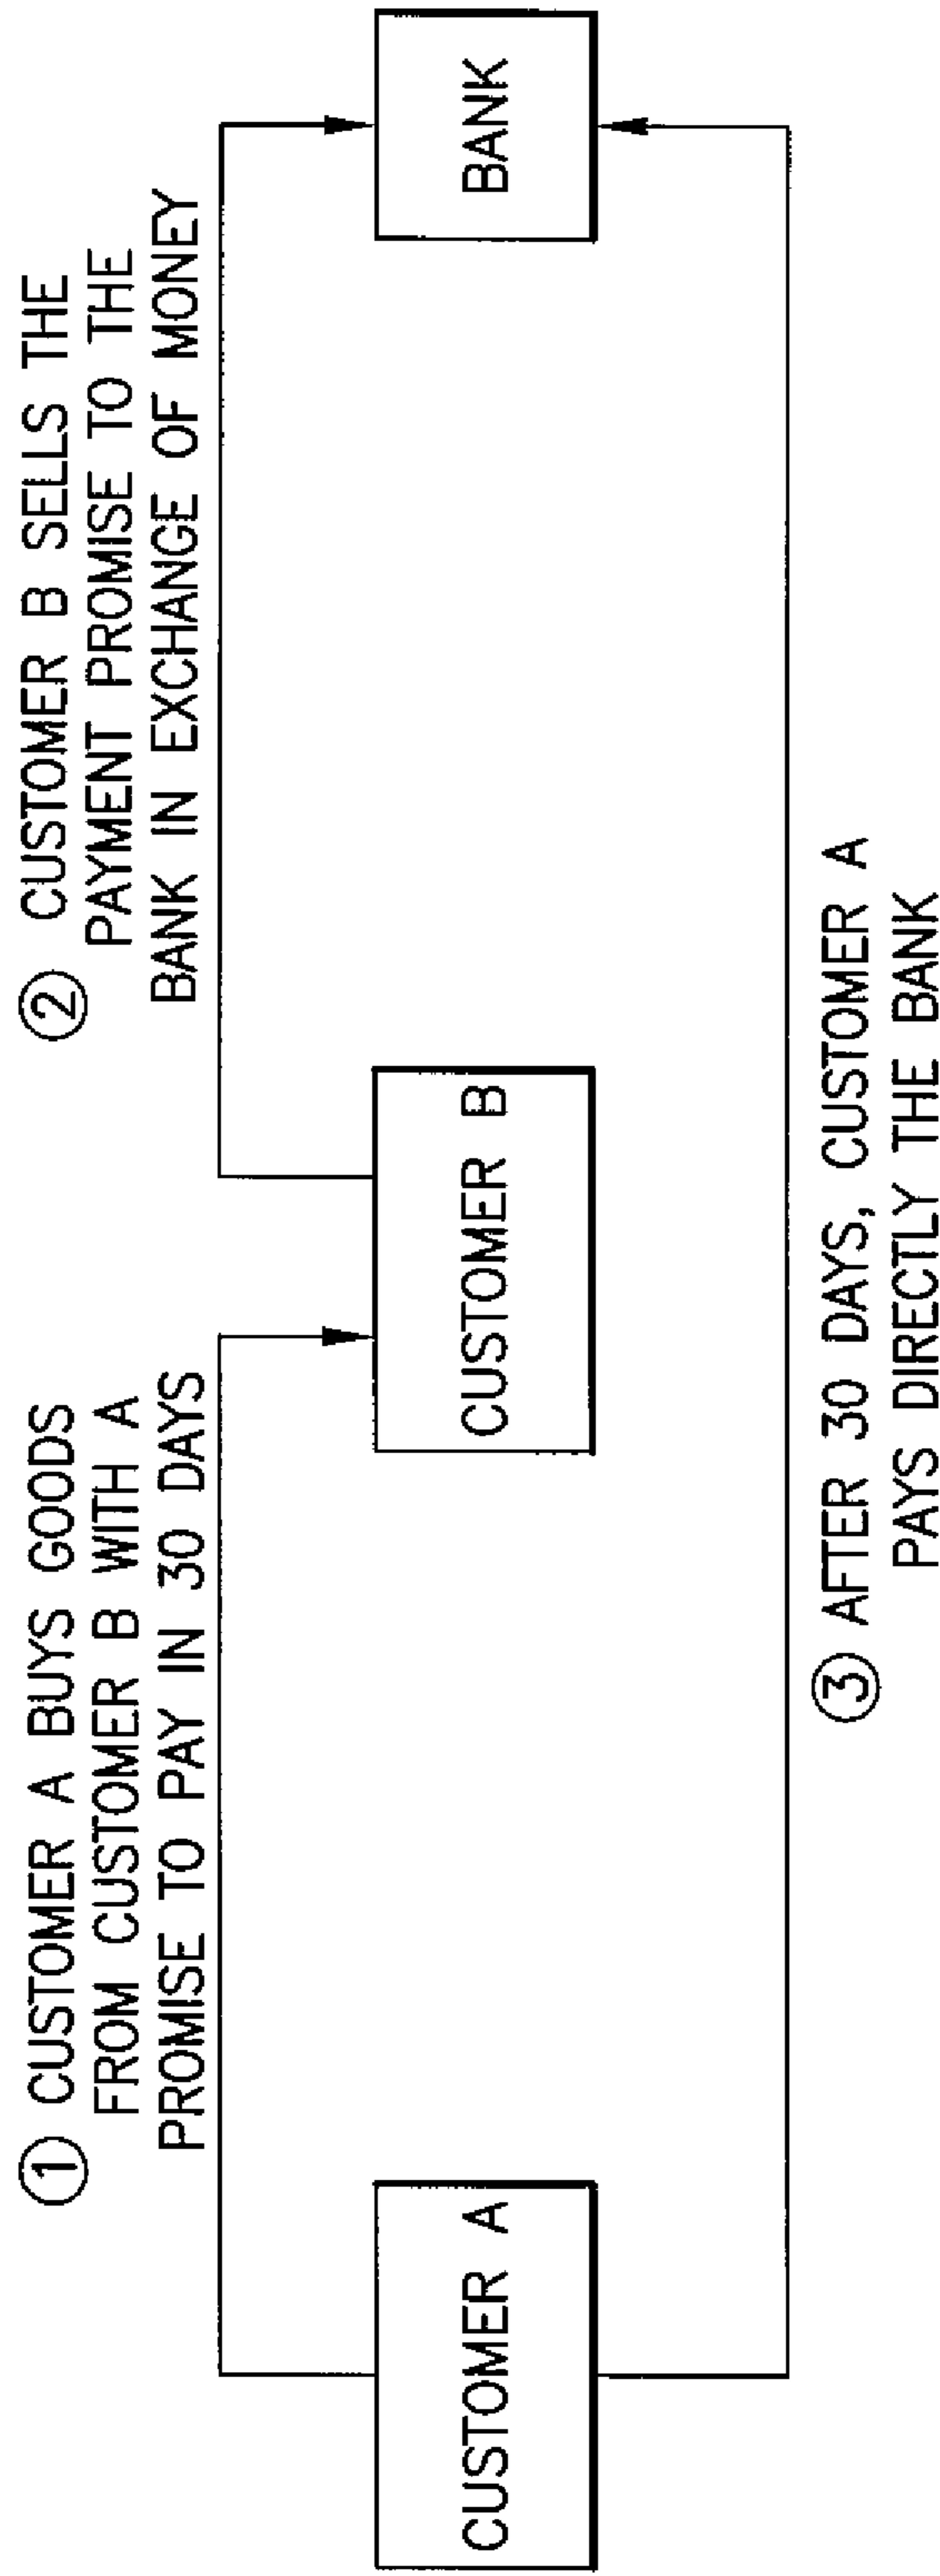 ① CUSTOMER A BUYS GOODS
FROM CUSTOMER B WITH A
PROMISE TO PAY IN 30 DAYS
② CUSTOMER B SELLS THE
PAYMENT PROMISE TO THE
BANK IN EXCHANGE OF MONEY
CUSTOMER A
CUSTOMER B
BANK
③ AFTER 30 DAYS, CUSTOMER A
PAYS DIRECTLY THE BANK